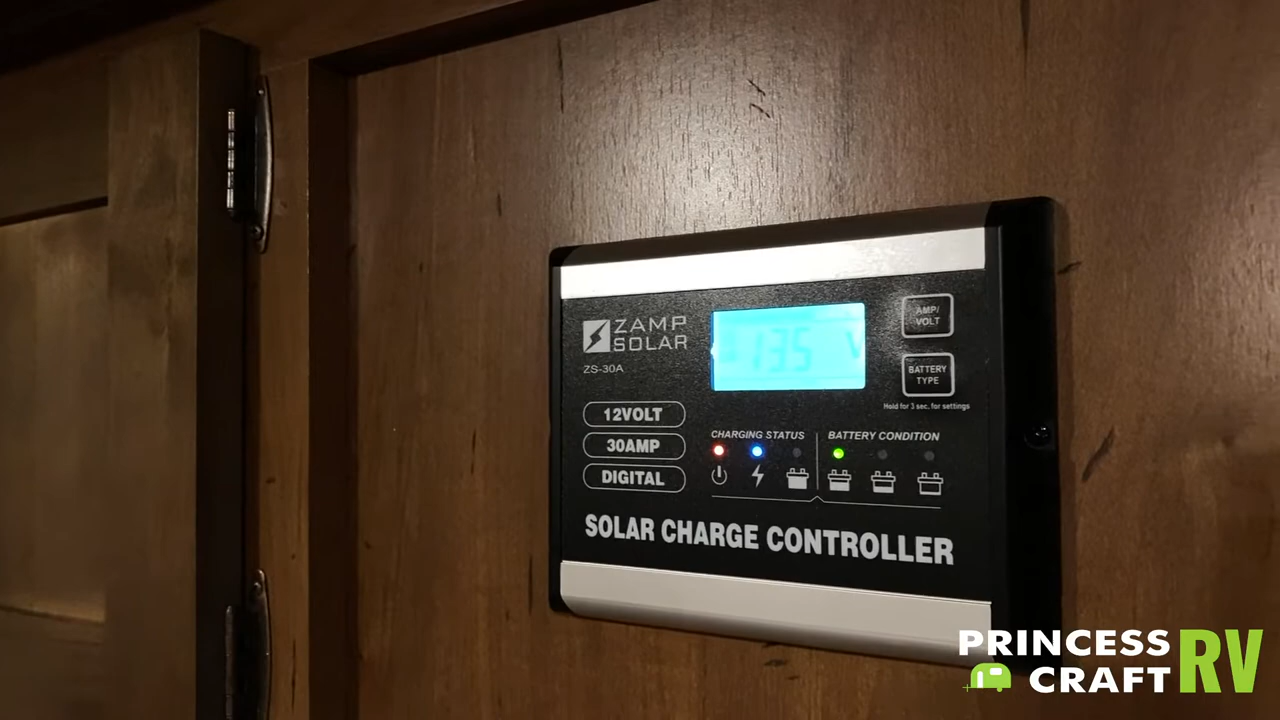 ZAMP
SOLAR
ZS-30A
13.5 V
AMP/
VOLT
BATTERY
TYPE
Hold for 3 sec. for settings
12VOLT
30AMP
DIGITAL
CHARGING STATUS
BATTERY CONDITION
SOLAR CHARGE CONTROLLER
PRINCESS
CRAFT
RV